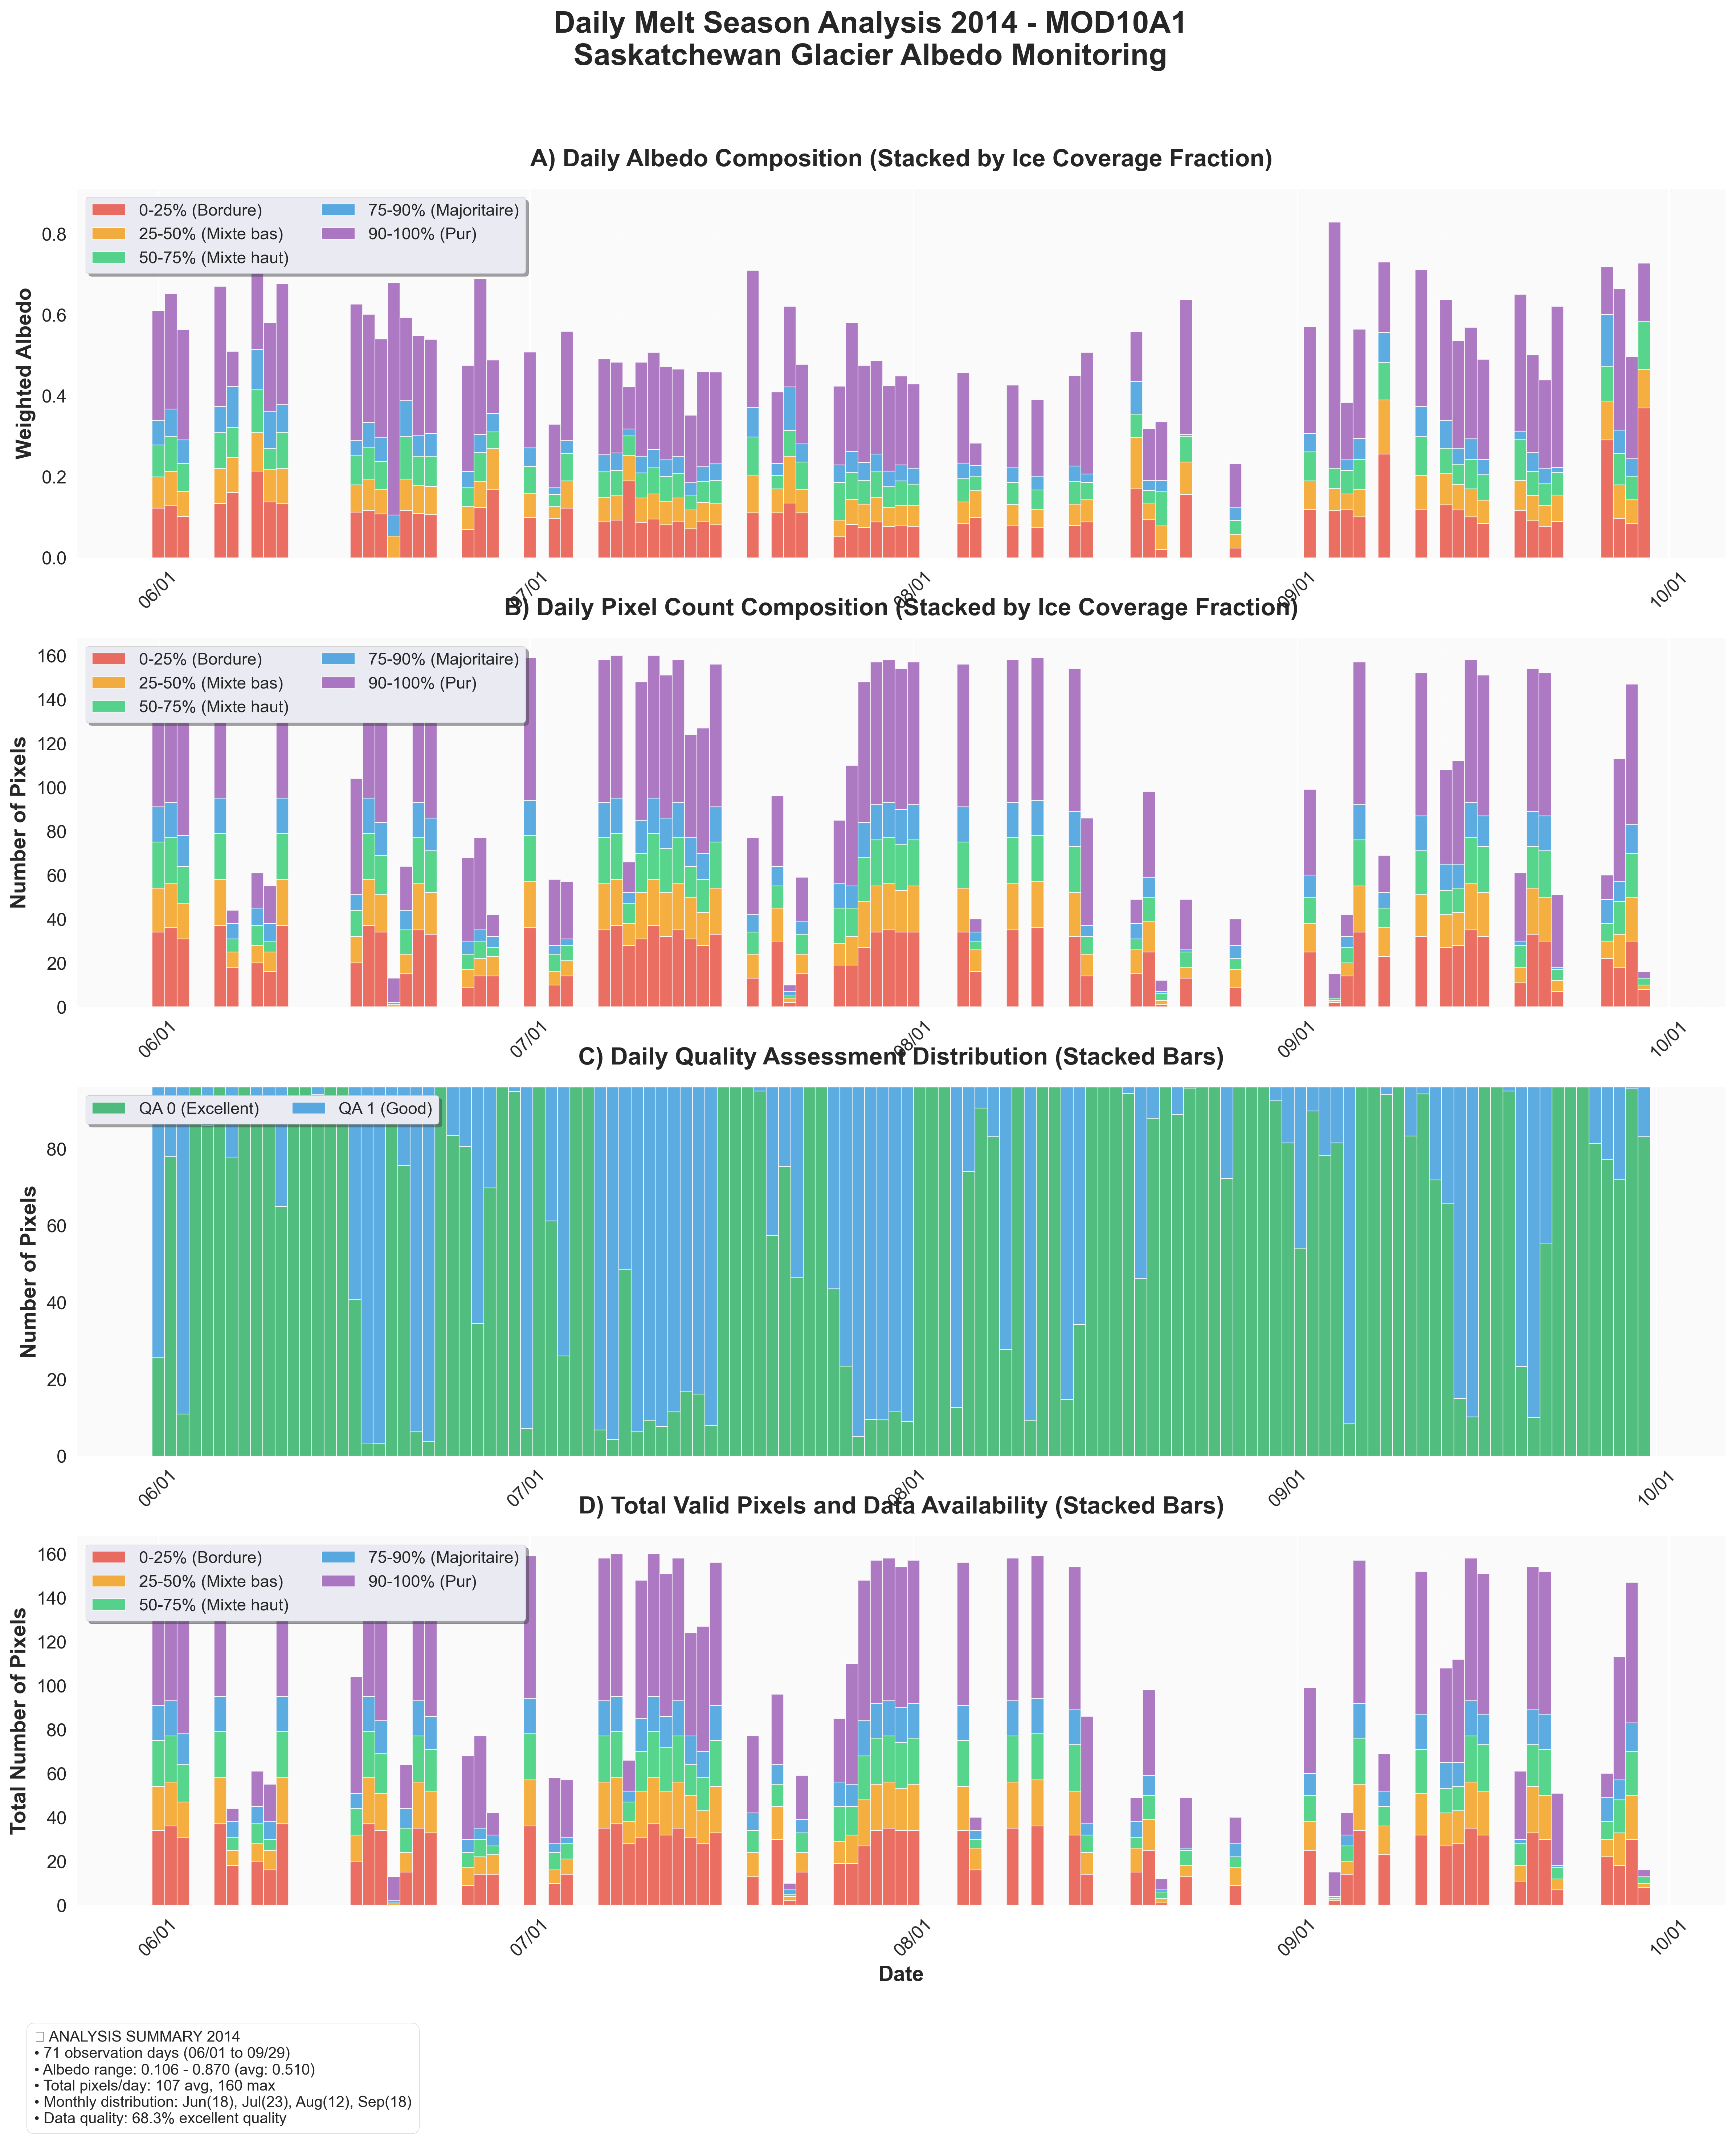 Daily Melt Season Analysis 2014 - MOD10A1
Saskatchewan Glacier Albedo Monitoring
A) Daily Albedo Composition (Stacked by Ice Coverage Fraction)
0-25% (Bordure)
25-50% (Mixte bas)
50-75% (Mixte haut)
75-90% (Majoritaire)
90-100% (Pur)
Weighted Albedo
0.8
0.6
0.4
0.2
0.0
06/01
07/01
08/01
09/01
10/01
B) Daily Pixel Count Composition (Stacked by Ice Coverage Fraction)
0-25% (Bordure)
25-50% (Mixte bas)
50-75% (Mixte haut)
75-90% (Majoritaire)
90-100% (Pur)
Number of Pixels
160
140
120
100
80
60
40
20
0
06/01
07/01
08/01
09/01
10/01
C) Daily Quality Assessment Distribution (Stacked Bars)
QA 0 (Excellent)
QA 1 (Good)
Number of Pixels
80
60
40
20
0
06/01
07/01
08/01
09/01
10/01
D) Total Valid Pixels and Data Availability (Stacked Bars)
0-25% (Bordure)
25-50% (Mixte bas)
50-75% (Mixte haut)
75-90% (Majoritaire)
90-100% (Pur)
Total Number of Pixels
160
140
120
100
80
60
40
20
0
06/01
07/01
08/01
09/01
10/01
Date
ANALYSIS SUMMARY 2014
• 71 observation days (06/01 to 09/29)
• Albedo range: 0.106 - 0.870 (avg: 0.510)
• Total pixels/day: 107 avg, 160 max
• Monthly distribution: Jun(18), Jul(23), Aug(12), Sep(18)
• Data quality: 68.3% excellent quality